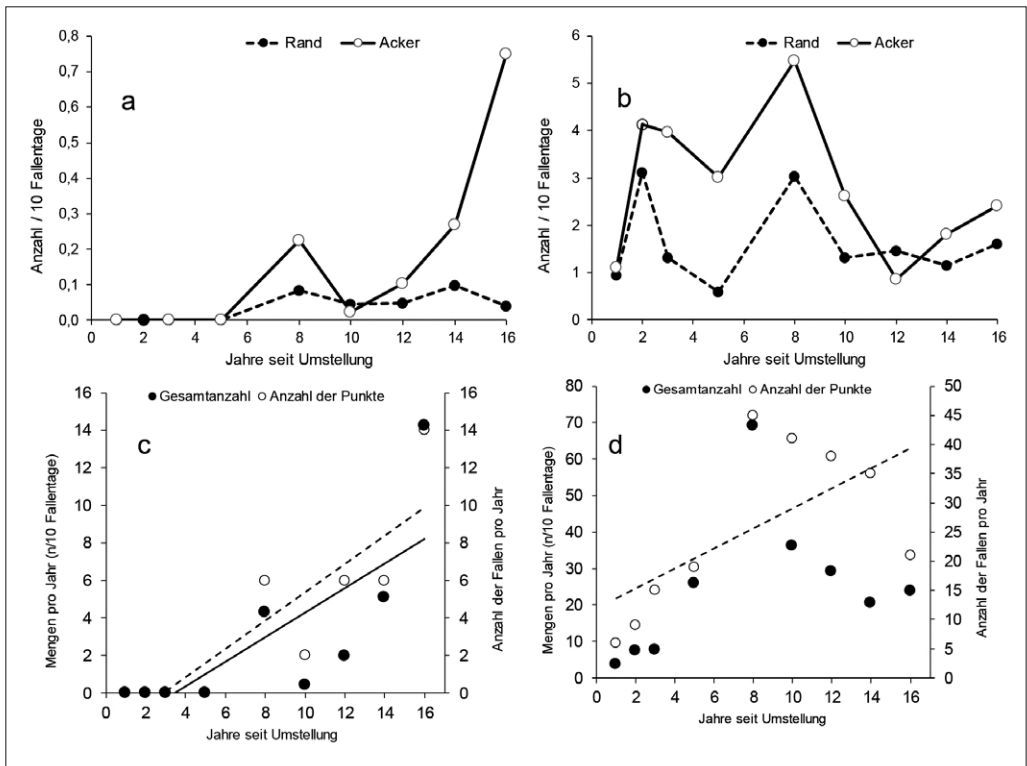 Rand Acker
a
Anzahl / 10 Fallentage
0,8
0,7
0,6
0,5
0,4
0,3
0,2
0,1
0,0
0 2 4 6 8 10 12 14 16
Jahre seit Umstellung
Rand Acker
b
Anzahl / 10 Fallentage
6
5
4
3
2
1
0
0 2 4 6 8 10 12 14 16
Jahre seit Umstellung
Gesamtanzahl Anzahl der Punkte
c
Mengen pro Jahr (n/10 Fallentage)
16
14
12
10
8
6
4
2
0
0 2 4 6 8 10 12 14 16
Jahre seit Umstellung
16
14
12
10
8
6
4
2
0
Anzahl der Fallen pro Jahr
Gesamtanzahl Anzahl der Punkte
d
Mengen pro Jahr (n/10 Fallentage)
80
70
60
50
40
30
20
10
0
0 2 4 6 8 10 12 14 16
Jahre seit Umstellung
50
45
40
35
30
25
20
15
10
5
0
Anzahl der Fallen pro Jahr